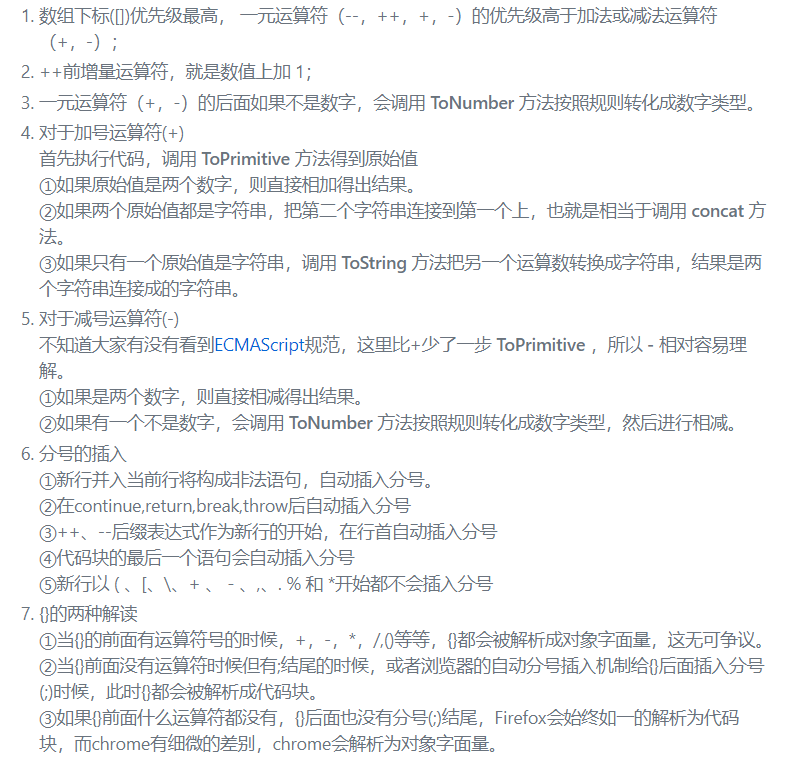 1. 数组下标([])优先级最高， 一元运算符（--，++，+，-）的优先级高于加法或减法运算符
（+，-）；
2. ++前增量运算符，就是数值上加 1；
3. 一元运算符（+，-）的后面如果不是数字，会调用 ToNumber 方法按照规则转化成数字类型。
4. 对于加号运算符(+)
首先执行代码，调用 ToPrimitive 方法得到原始值
①如果原始值是两个数字，则直接相加得出结果。
②如果两个原始值都是字符串，把第二个字符串连接到第一个上，也就是相当于调用 concat 方
法。
③如果只有一个原始值是字符串，调用 ToString 方法把另一个运算数转换成字符串，结果是两
个字符串连接成的字符串。
5. 对于减号运算符(-)
不知道大家有没有看到ECMAScript规范，这里比+少了一步 ToPrimitive ，所以 - 相对容易理
解。
①如果是两个数字，则直接相减得出结果。
②如果有一个不是数字，会调用 ToNumber 方法按照规则转化成数字类型，然后进行相减。
6. 分号的插入
①新行并入当前行将构成非法语句，自动插入分号。
②在continue,return,break,throw后自动插入分号
③++、--后缀表达式作为新行的开始，在行首自动插入分号
④代码块的最后一个语句会自动插入分号
⑤新行以 ( 、[、\、+ 、 - 、,、. % 和 *开始都不会插入分号
7. {}的两种解读
①当{}的前面有运算符号的时候，+，-，*，/,()等等，{}都会被解析成对象字面量，这无可争议。
②当{}前面没有运算符时候但有;结尾的时候，或者浏览器的自动分号插入机制给{}后面插入分号
(;)时候，此时{}都会被解析成代码块。
③如果{}前面什么运算符都没有，{}后面也没有分号(;)结尾，Firefox会始终如一的解析为代码
块，而chrome有细微的差别，chrome会解析为对象字面量。